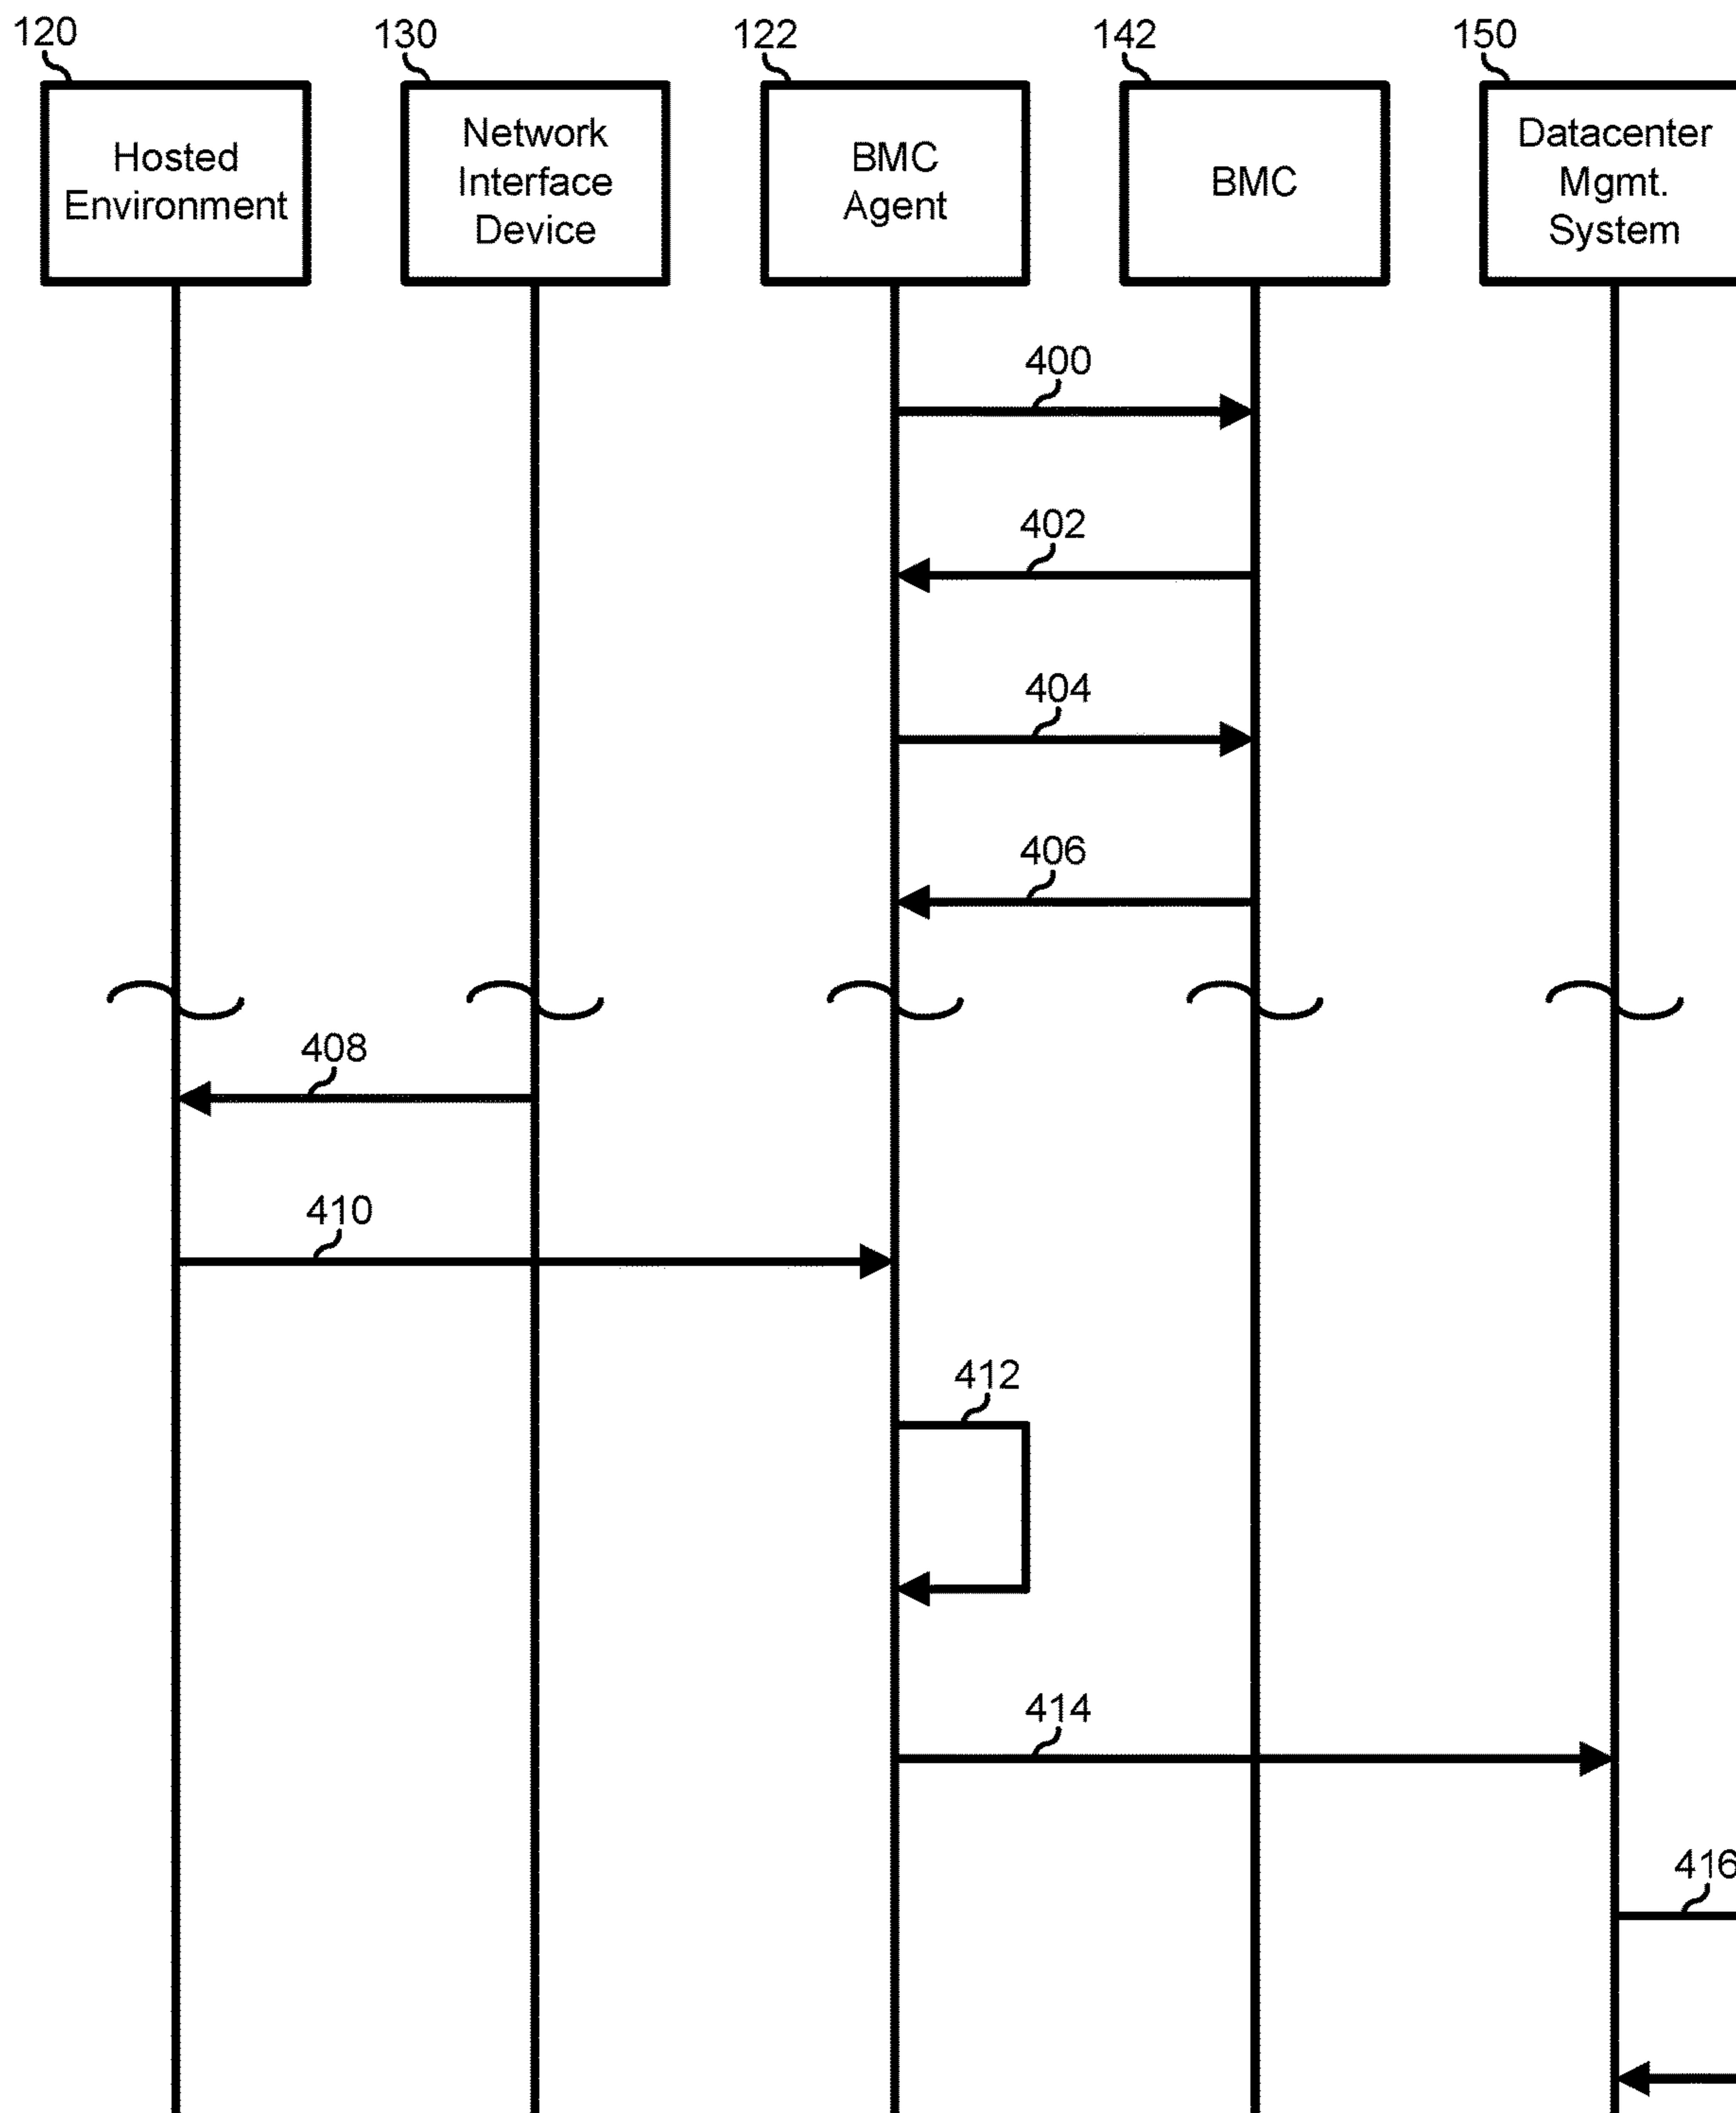 120
130
122
142
150
Hosted
Environment
Network
Interface
Device
BMC
Agent
BMC
Datacenter
Mgmt.
System
400
402
404
406
408
410
412
414
416